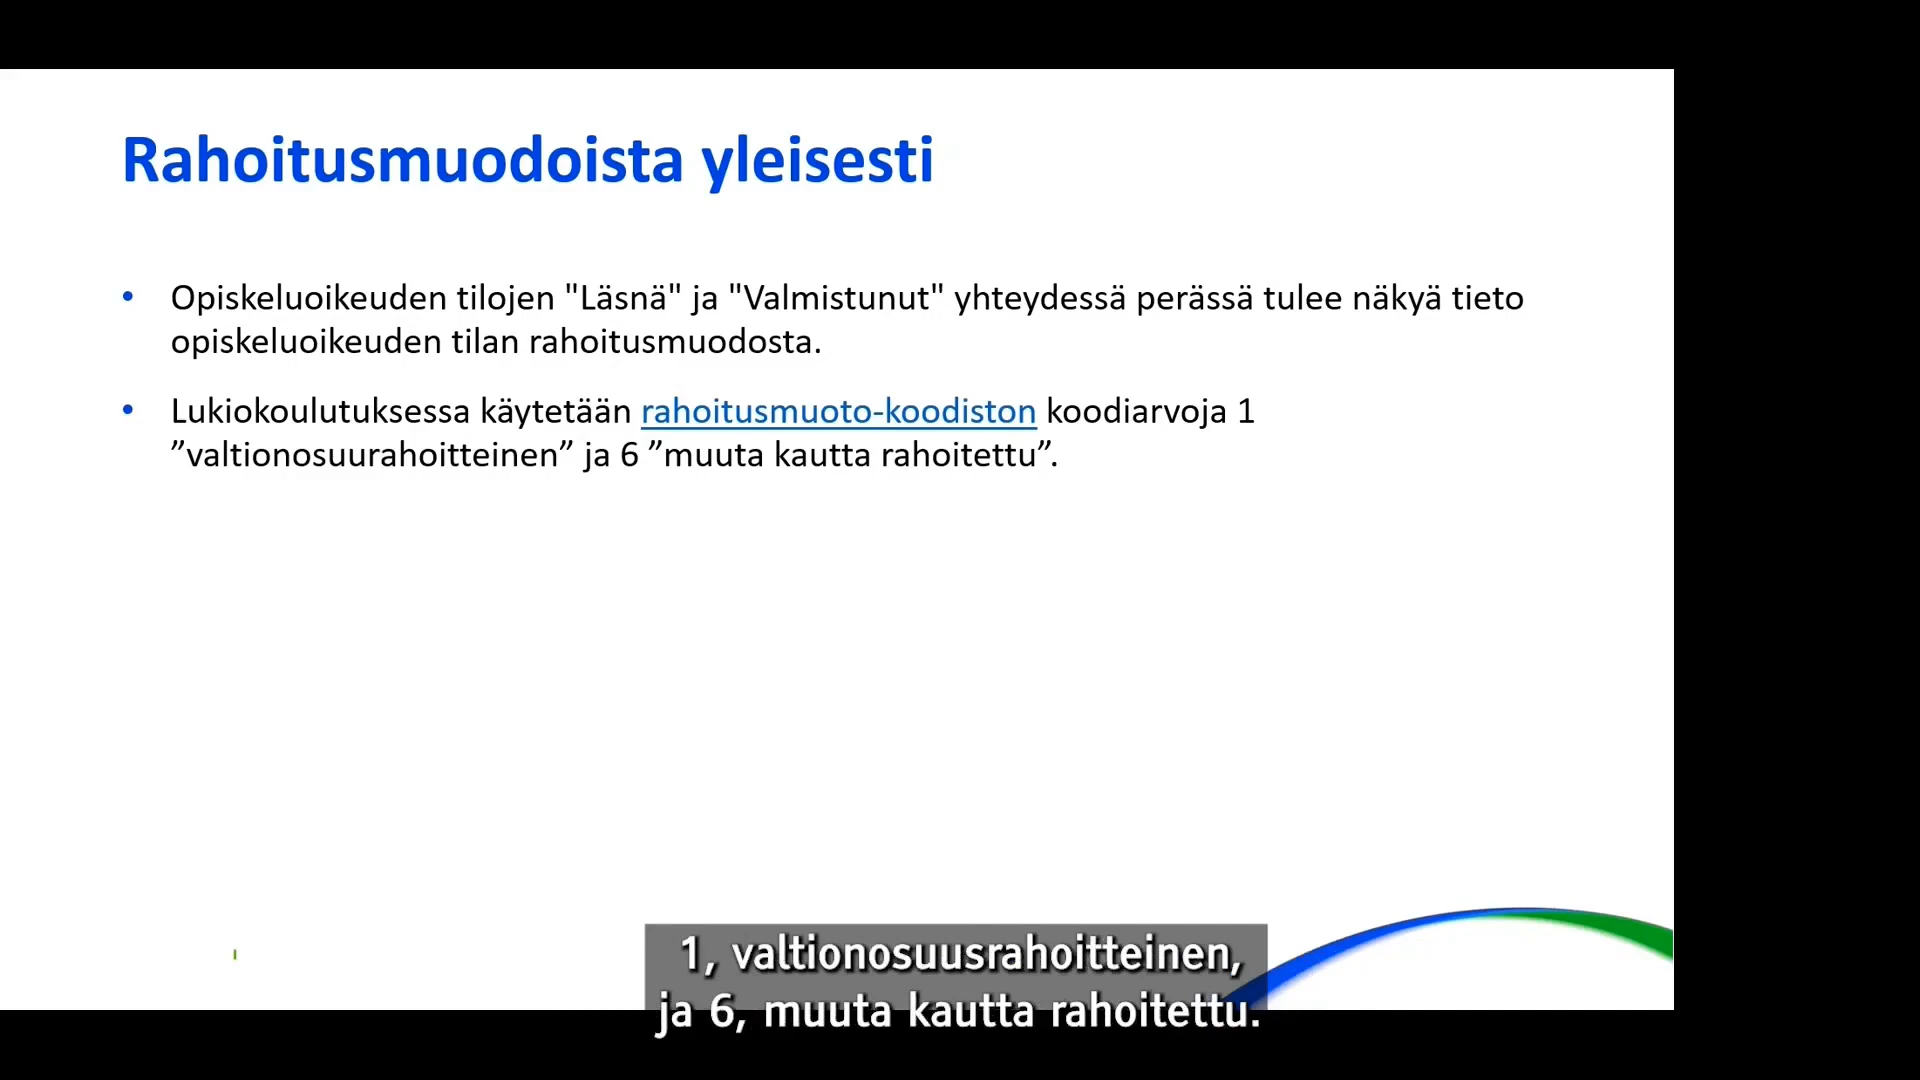 Rahoitusmuodoista yleisesti
• Opiskeluoikeuden tilojen "Läsnä" ja "Valmistunut" yhteydessä perässä tulee näkyä tieto
opiskeluoikeuden tilan rahoitusmuodosta.
• Lukiokoulutuksessa käytetään rahoitusmuoto-koodiston koodiarvoja 1
”valtionosuurahoitteinen” ja 6 ”muuta kautta rahoitettu”.
1, valtionosuusrahoitteinen,
ja 6, muuta kautta rahoitettu.